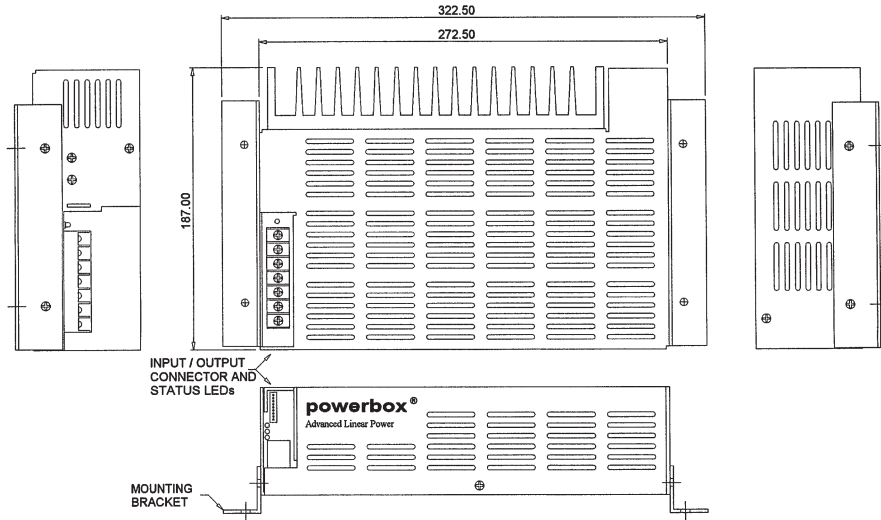 322.50
272.50
187.00
INPUT / OUTPUT
CONNECTOR AND
STATUS LEDs
powerbox ®
Advanced Linear Power
MOUNTING
BRACKET